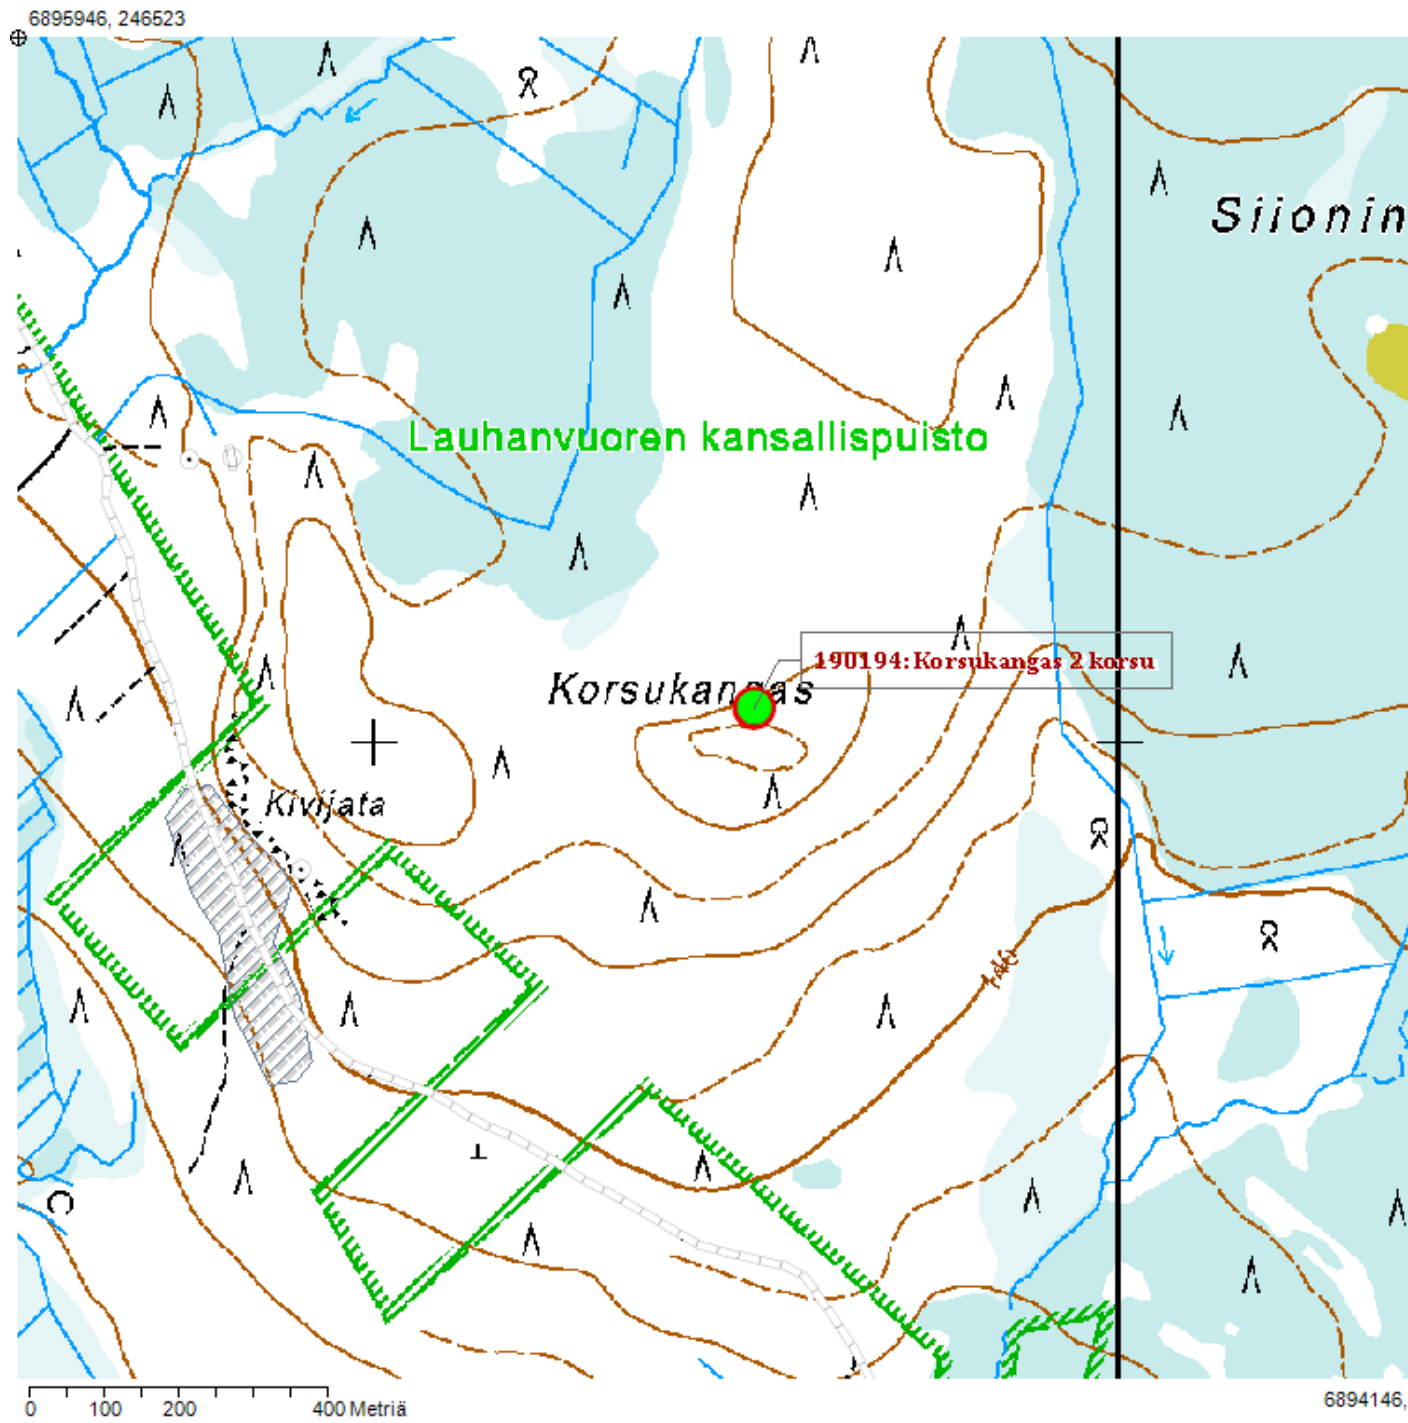 6895946, 246523
Siionin
Lauhanvuoren kansallispuisto
190194:Korsukangas 2 korsu
Korsukangas
Kivijata
0 100 200 400 Metriä
6894146,